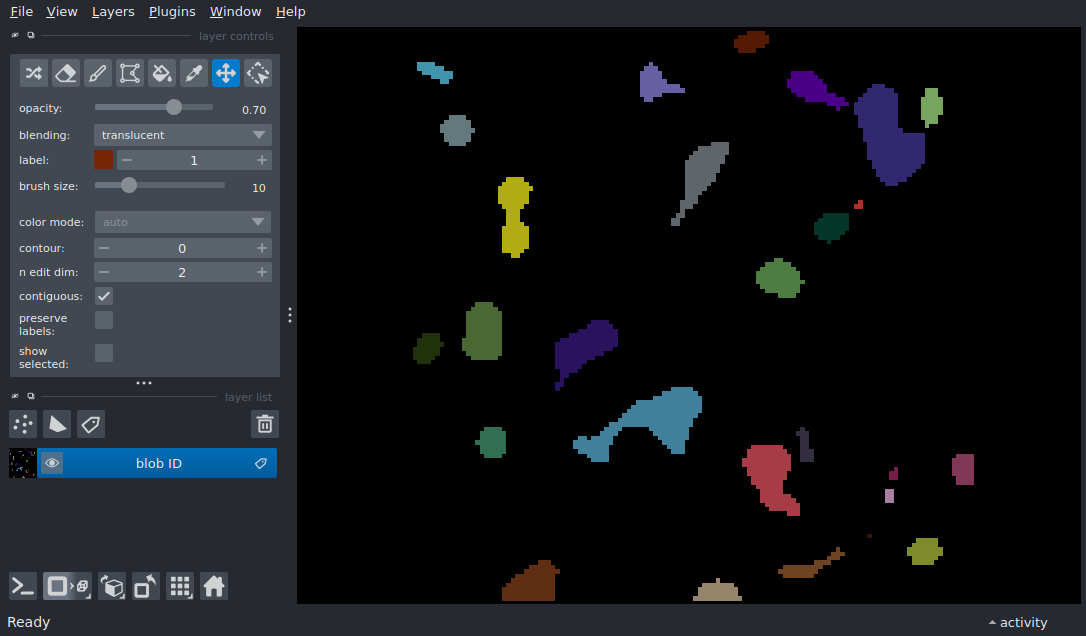 File View Layers Plugins Window Help
layer controls
opacity: 0.70
blending: translucent
label: 1
brush size: 10
color mode: auto
contour: 0
n edit dim: 2
contiguous:
preserve
labels:
show
selected:
layer list
blob ID
Ready activity